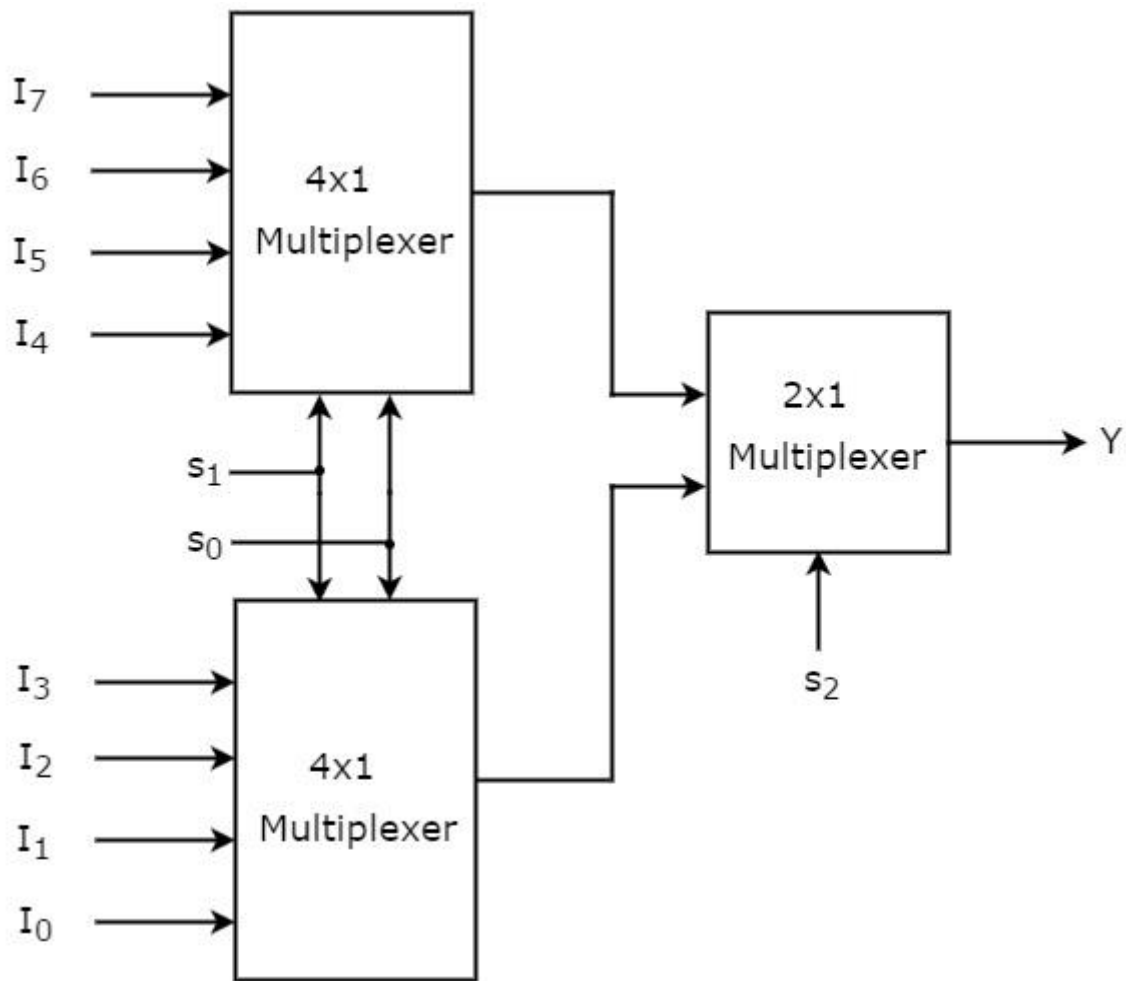 I₇
I₆
I₅
I₄
4x1
Multiplexer
s₁
s₀
2x1
Multiplexer
Y
s₂
I₃
I₂
I₁
I₀
4x1
Multiplexer